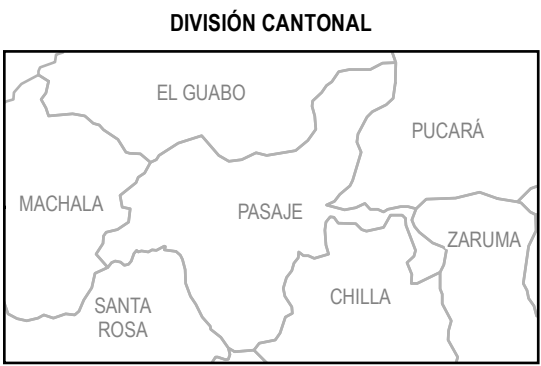 DIVISIÓN CANTONAL
EL GUABO
PUCARÁ
MACHALA
PASAJE
ZARUMA
CHILLA
SANTA
ROSA